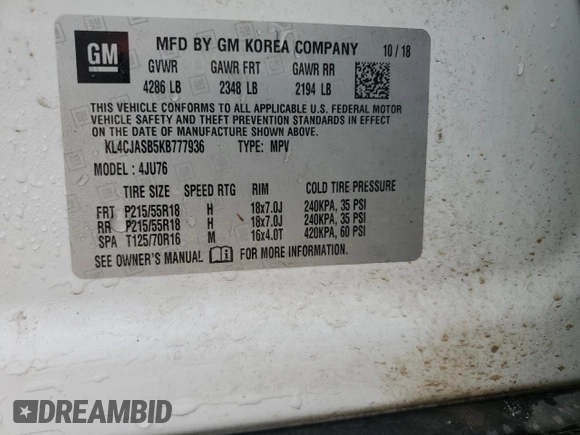 GM
MFD BY GM KOREA COMPANY 10/18
GVWR GAWR FRT GAWR RR
4286 LB 2348 LB 2194 LB
THIS VEHICLE CONFORMS TO ALL APPLICABLE U.S. FEDERAL MOTOR
VEHICLE SAFETY AND THEFT PREVENTION STANDARDS IN EFFECT ON
THE DATE OF MANUFACTURE SHOWN ABOVE.
KL4CJASB5KB777936 TYPE: MPV
MODEL: 4JU76
TIRE SIZE SPEED RTG RIM COLD TIRE PRESSURE
FRT P215/55R18 H 18x7.0J 240KPA, 35 PSI
RR P215/55R18 H 18x7.0J 240KPA, 35 PSI
SPA T125/70R16 M 16x4.0T 420KPA, 60 PSI
SEE OWNER'S MANUAL FOR MORE INFORMATION.
DREAMBID